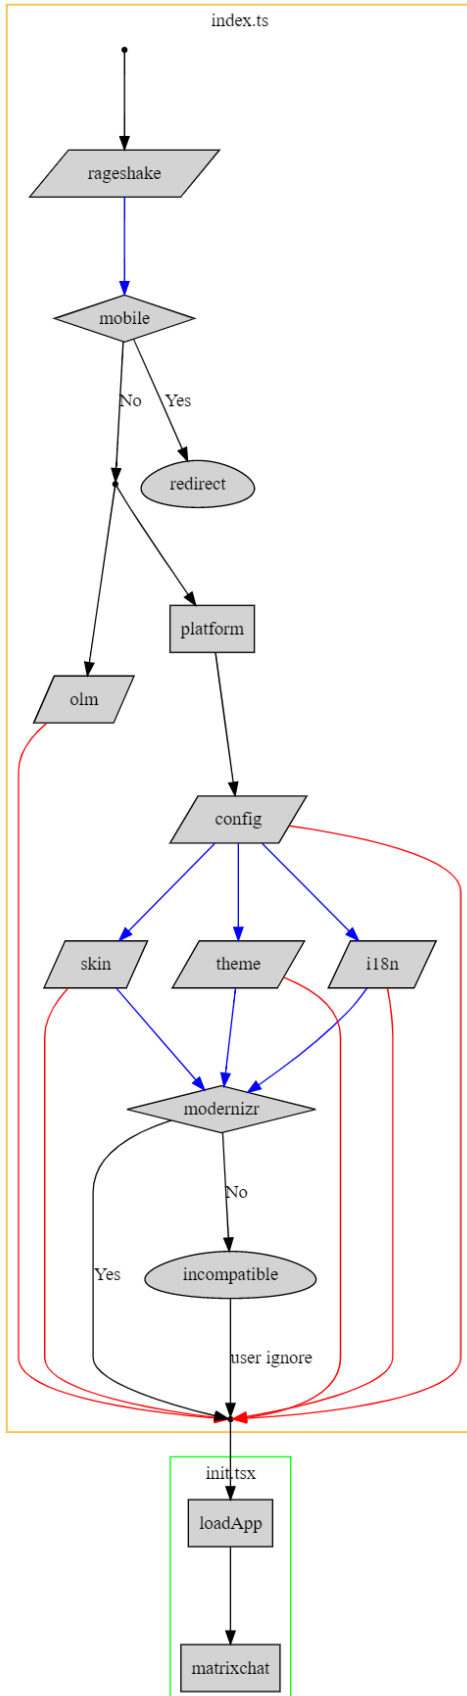 index.ts
rageshake
mobile
No
Yes
redirect
platform
olm
config
skin
theme
i18n
modernizr
No
Yes
incompatible
user ignore
init.tsx
loadApp
matrixchat